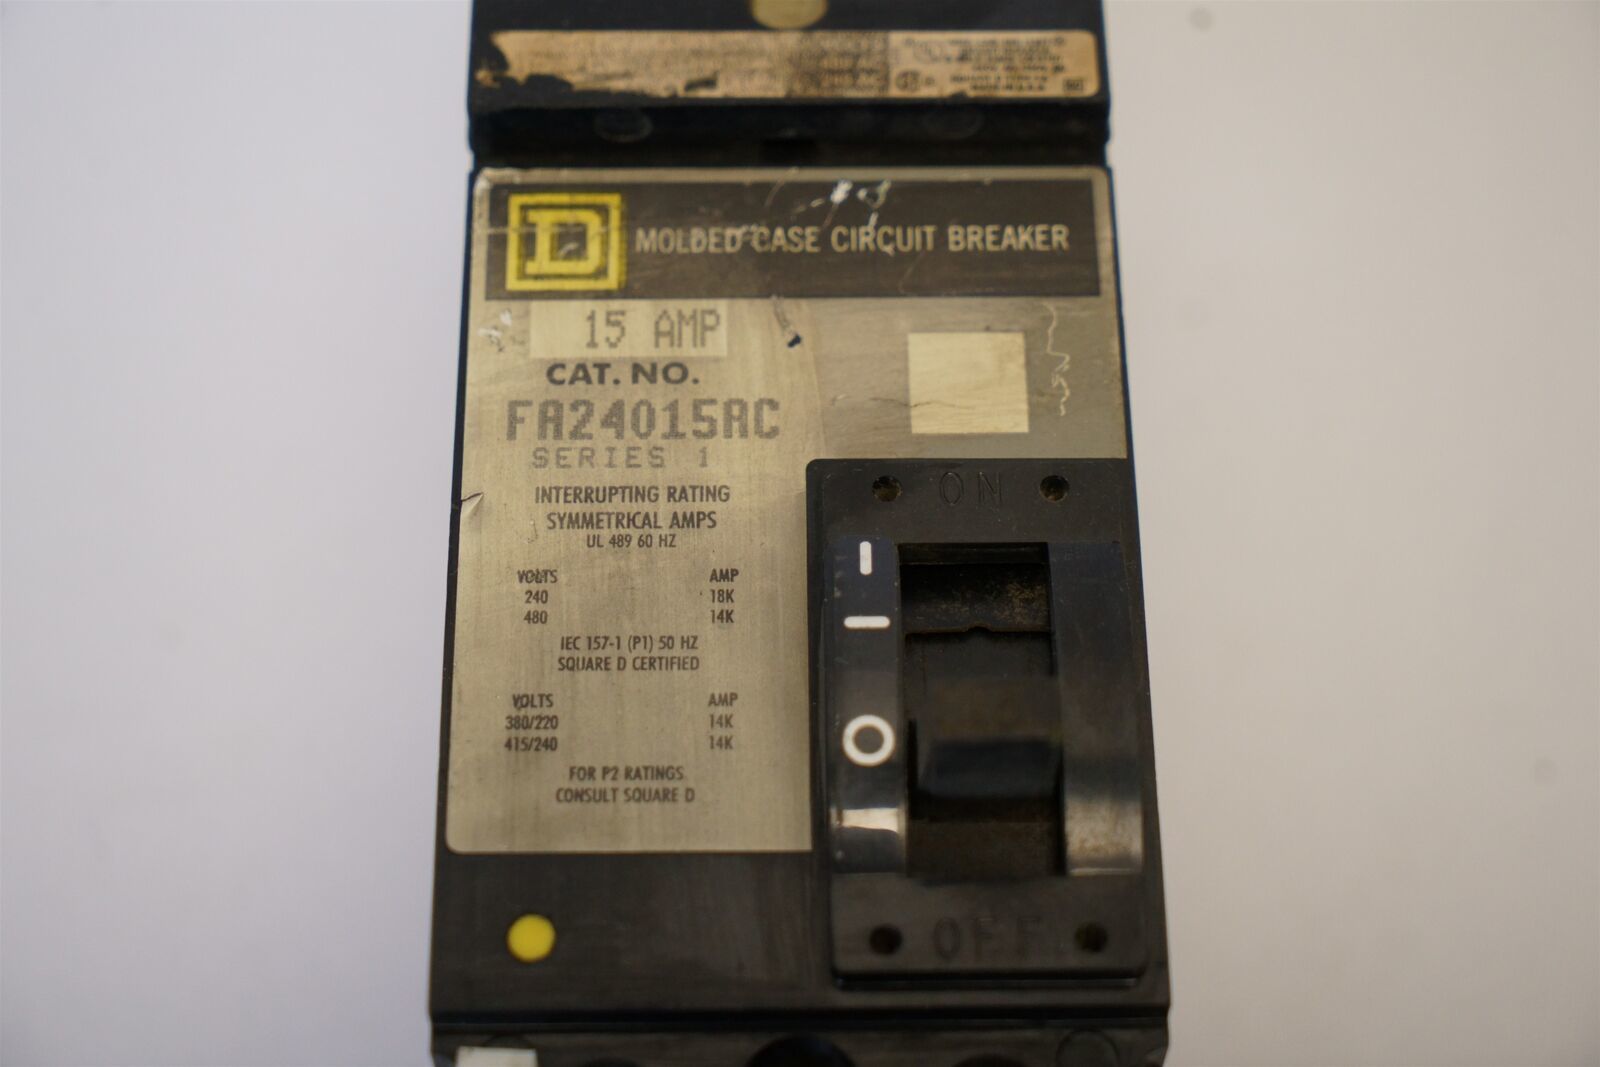 D MOLDED CASE CIRCUIT BREAKER
15 AMP
CAT. NO.
FA24015AC
SERIES 1
INTERRUPTING RATING
SYMMETRICAL AMPS
UL 489 60 HZ
VOLTS AMP
240 18K
480 14K
IEC 157-1 (P1) 50 HZ
SQUARE D CERTIFIED
VOLTS AMP
380/220 14K
415/240 14K
FOR P2 RATINGS
CONSULT SQUARE D
ON
I
O
OFF